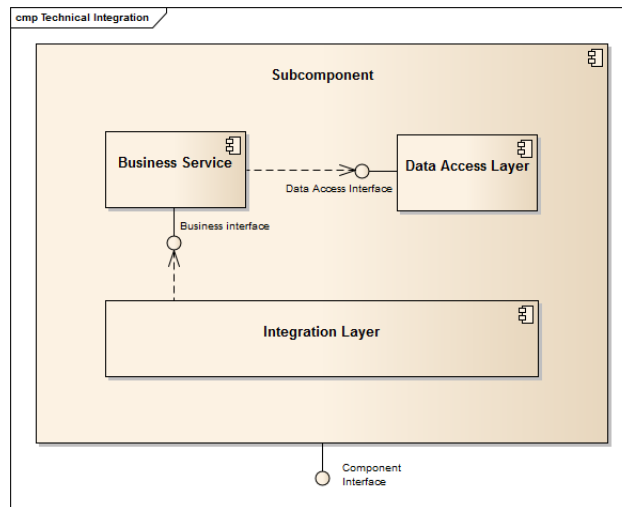 cmp Technical Integration
Subcomponent
Business Service
Data Access Layer
Data Access Interface
Business interface
Integration Layer
Component
Interface